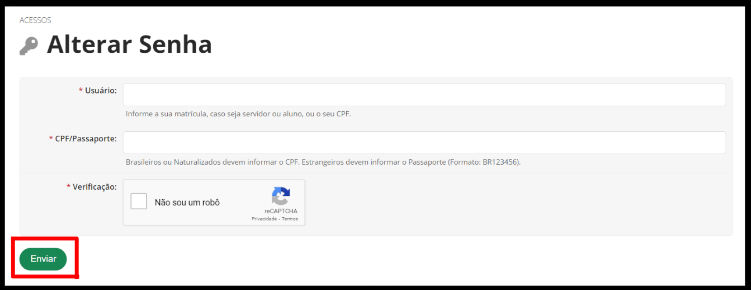 ACESSOS
Alterar Senha
* Usuário:
Informe a sua matrícula, caso seja servidor ou aluno, ou o seu CPF.
* CPF/Passaporte:
Brasileiros ou Naturalizados devem informar o CPF. Estrangeiros devem informar o Passaporte (Formato: BR123456).
* Verificação:
Não sou um robô
reCAPTCHA
Privacidade - Termos
Enviar